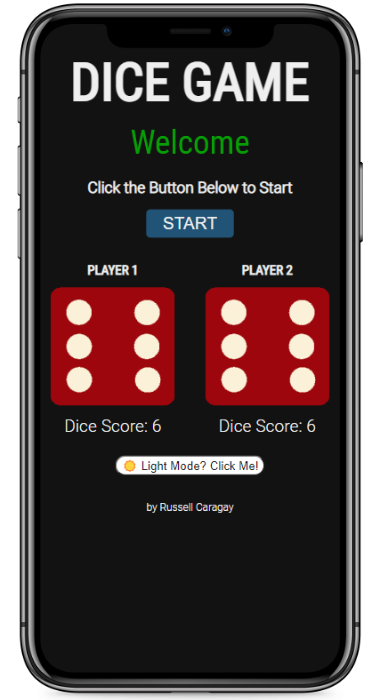 DICE GAME
Welcome
Click the Button Below to Start
START
PLAYER 1 PLAYER 2
Dice Score: 6 Dice Score: 6
Light Mode? Click Me!
by Russell Caragay